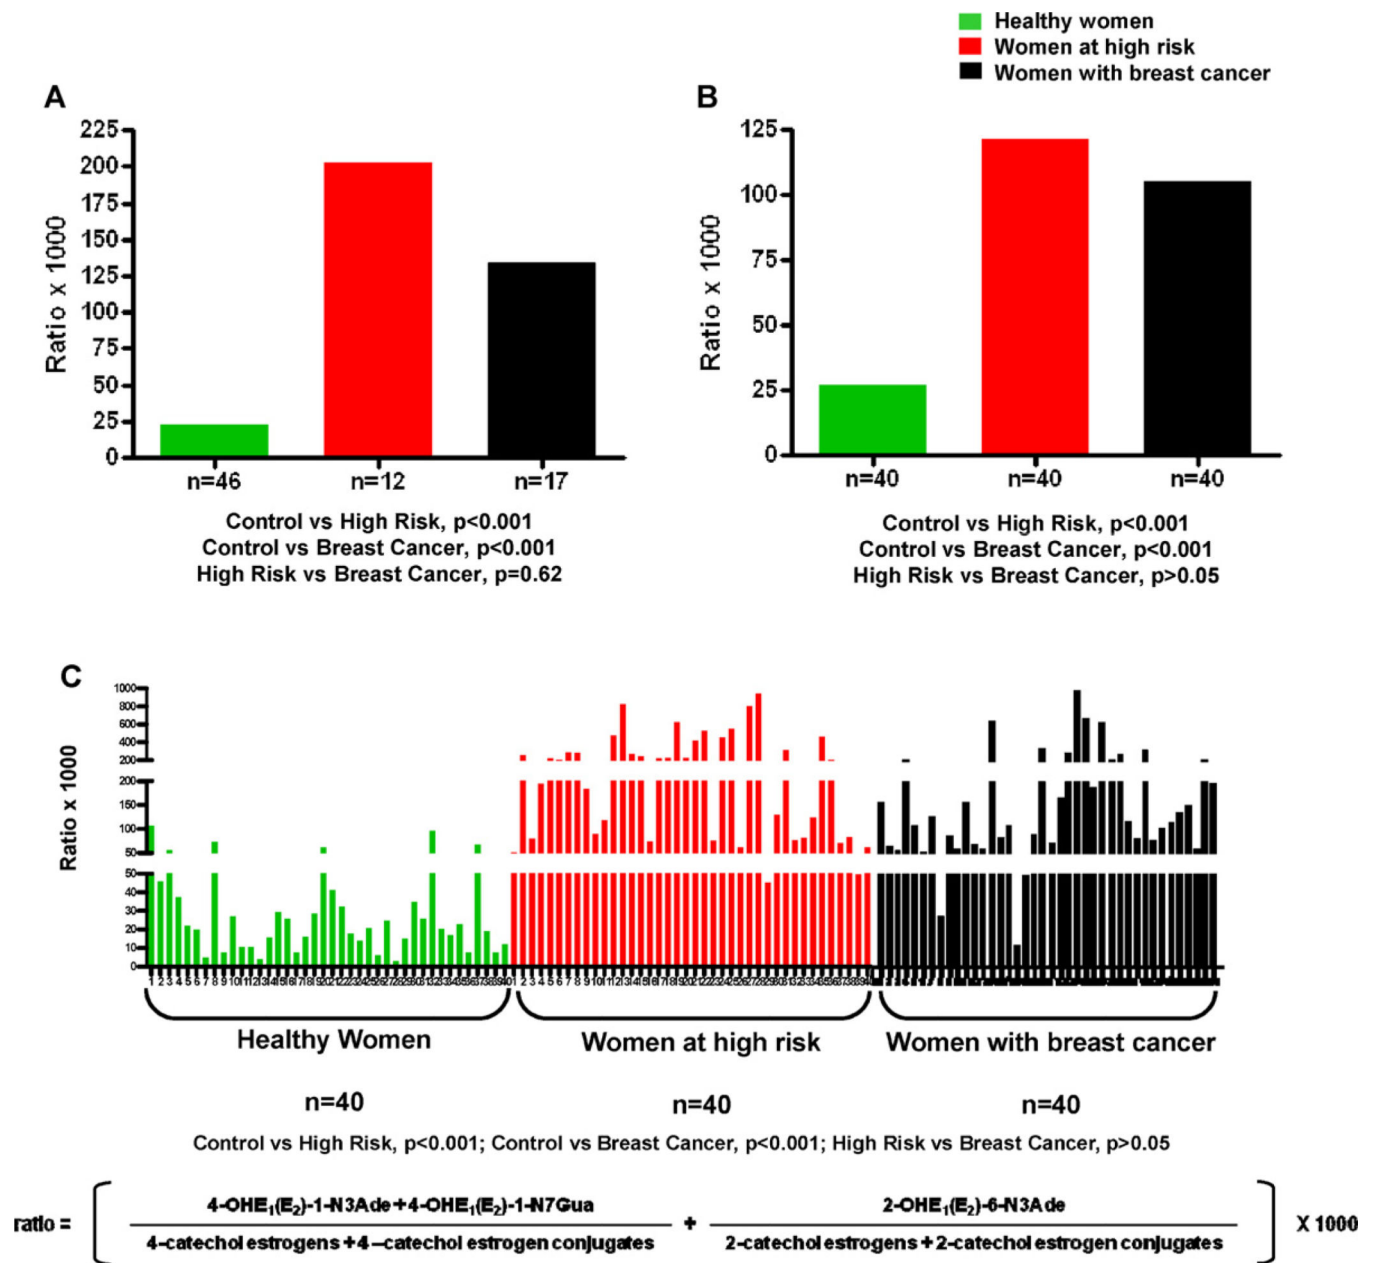 Healthy women
Women at high risk
Women with breast cancer
A
B
225
200
175
150
125
100
75
50
25
0
Ratio x 1000
n=46 n=12 n=17
Control vs High Risk, p<0.001
Control vs Breast Cancer, p<0.001
High Risk vs Breast Cancer, p=0.62
125
100
75
50
25
0
Ratio x 1000
n=40 n=40 n=40
Control vs High Risk, p<0.001
Control vs Breast Cancer, p<0.001
High Risk vs Breast Cancer, p>0.05
C
1000
800
600
400
200
200
150
100
50
50
40
30
20
10
0
Ratio x 1000
Healthy Women Women at high risk Women with breast cancer
n=40 n=40 n=40
Control vs High Risk, p<0.001; Control vs Breast Cancer, p<0.001; High Risk vs Breast Cancer, p>0.05
4-OHE₁(E₂)-1-N3Ade+4-OHE₁(E₂)-1-N7Gua 2-OHE₁(E₂)-6-N3Ade
ratio = + X 1000
4-catechol estrogens +4–catechol estrogen conjugates 2-catechol estrogens +2-catechol estrogen conjugates